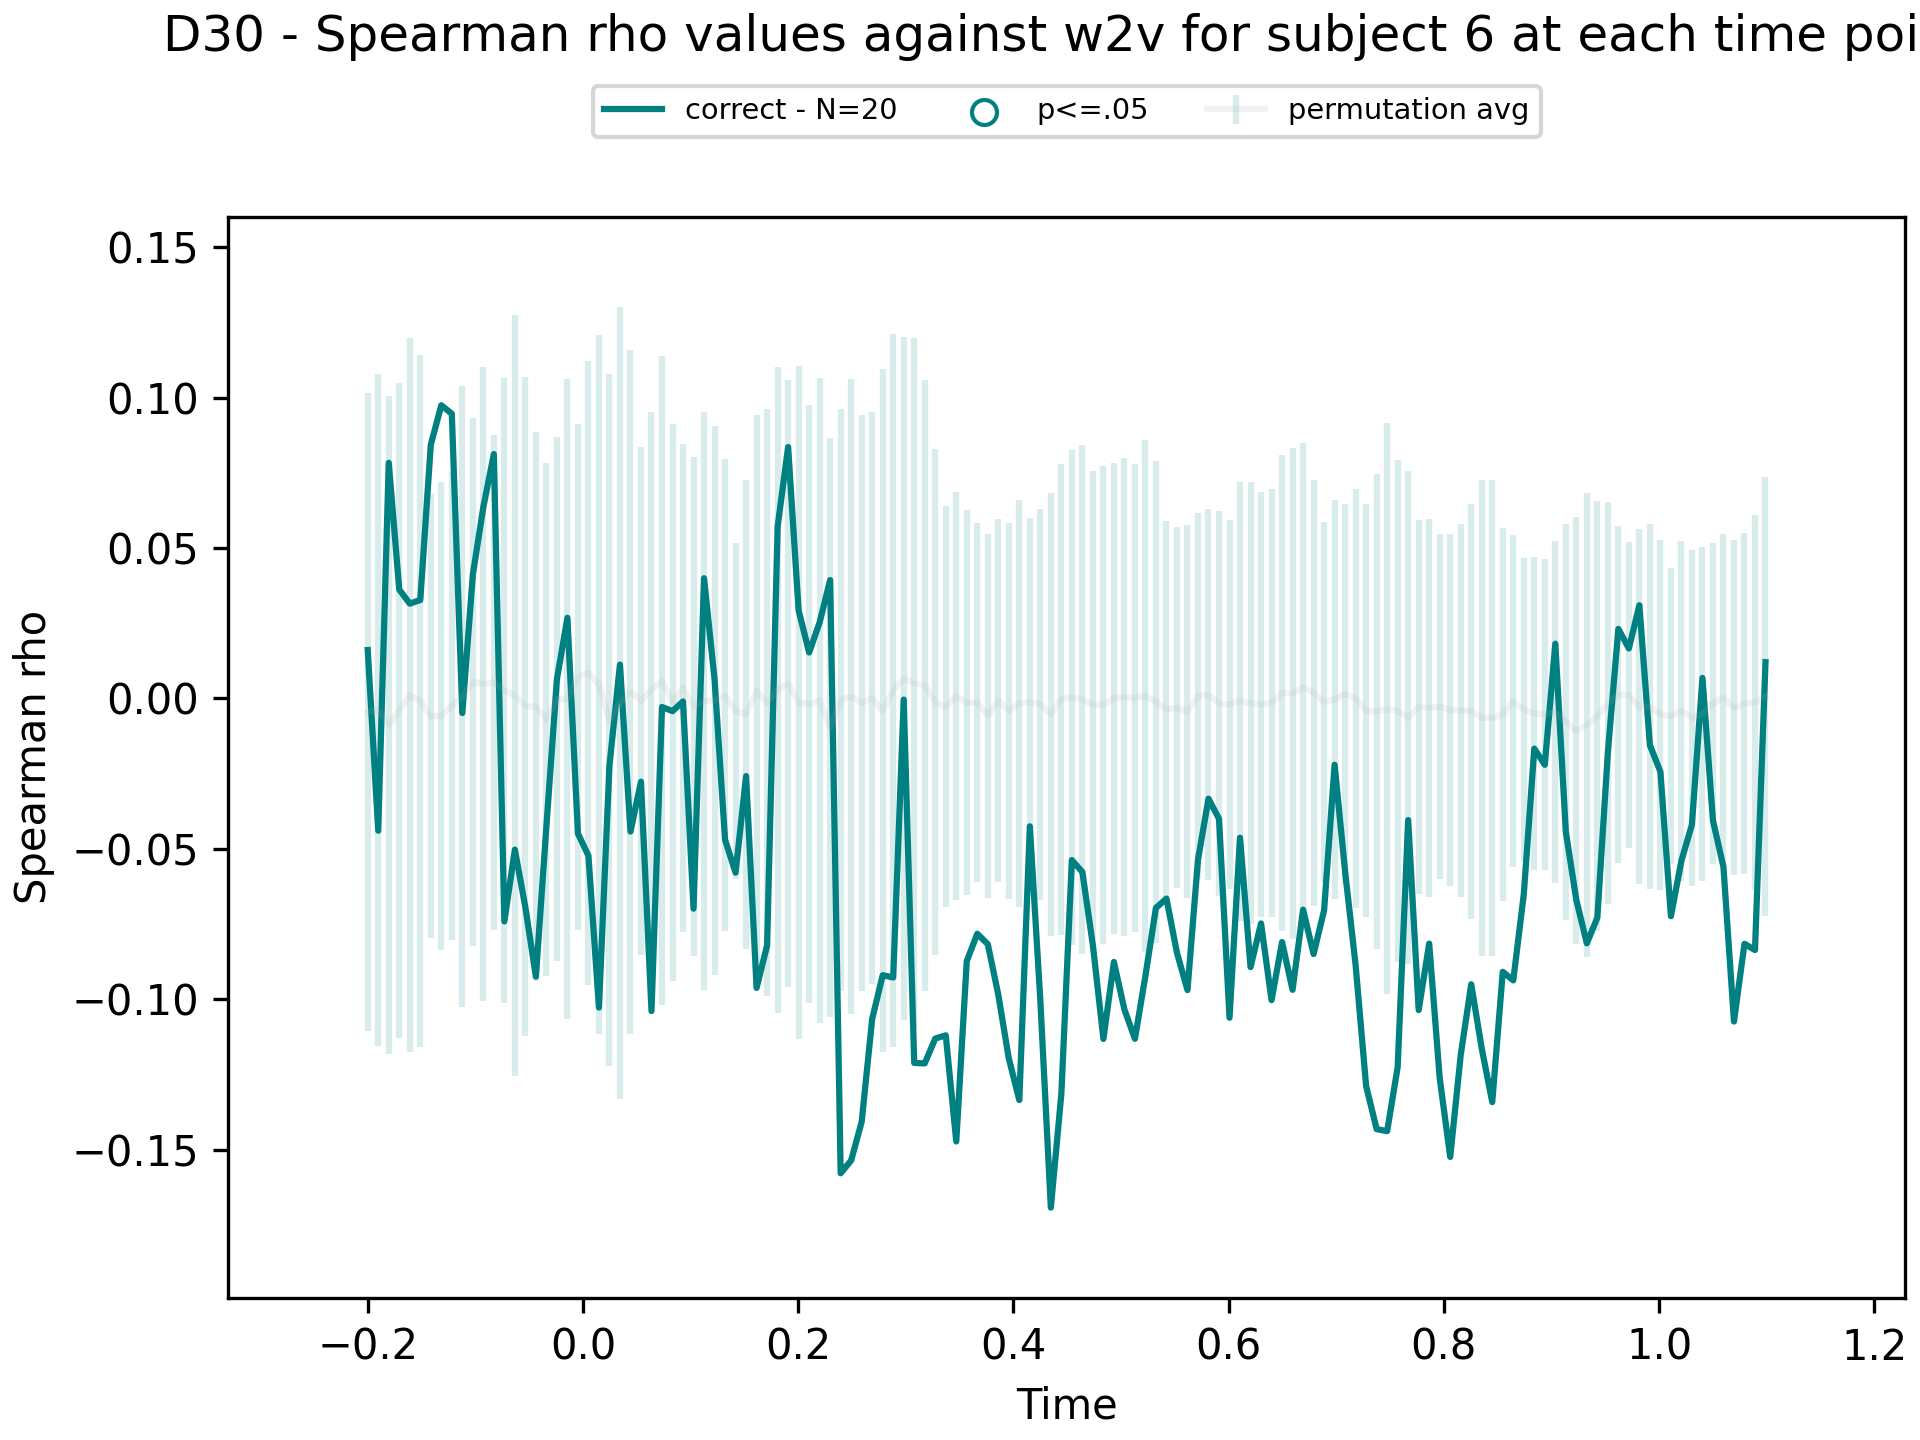 D30 - Spearman rho values against w2v for subject 6 at each time poi
correct - N=20 p<=.05 permutation avg
0.15
0.10
0.05
0.00
−0.05
−0.10
−0.15
Spearman rho
−0.2 0.0 0.2 0.4 0.6 0.8 1.0 1.2
Time